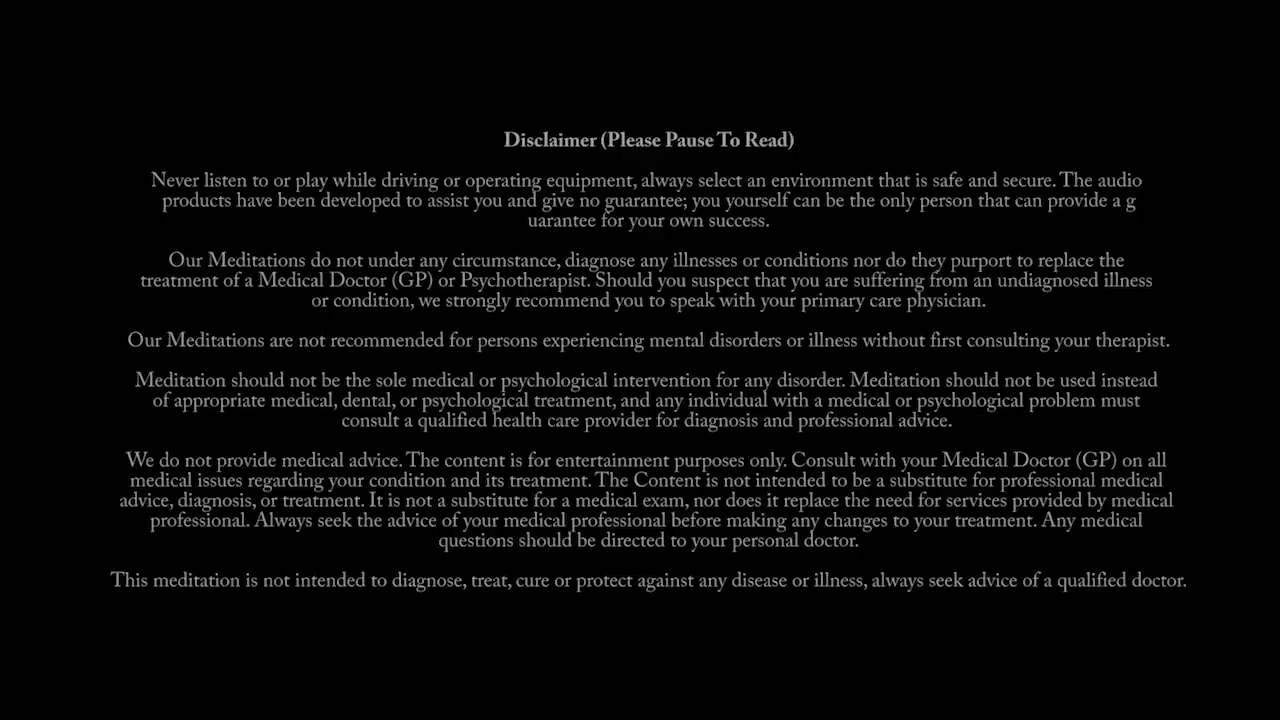 Disclaimer (Please Pause To Read)
Never listen to or play while driving or operating equipment, always select an environment that is safe and secure. The audio
products have been developed to assist you and give no guarantee; you yourself can be the only person that can provide a g
uarantee for your own success.
Our Meditations do not under any circumstance, diagnose any illnesses or conditions nor do they purport to replace the
treatment of a Medical Doctor (GP) or Psychotherapist. Should you suspect that you are suffering from an undiagnosed illness
or condition, we strongly recommend you to speak with your primary care physician.
Our Meditations are not recommended for persons experiencing mental disorders or illness without first consulting your therapist.
Meditation should not be the sole medical or psychological intervention for any disorder. Meditation should not be used instead
of appropriate medical, dental, or psychological treatment, and any individual with a medical or psychological problem must
consult a qualified health care provider for diagnosis and professional advice.
We do not provide medical advice. The content is for entertainment purposes only. Consult with your Medical Doctor (GP) on all
medical issues regarding your condition and its treatment. The Content is not intended to be a substitute for professional medical
advice, diagnosis, or treatment. It is not a substitute for a medical exam, nor does it replace the need for services provided by medical
professional. Always seek the advice of your medical professional before making any changes to your treatment. Any medical
questions should be directed to your personal doctor.
This meditation is not intended to diagnose, treat, cure or protect against any disease or illness, always seek advice of a qualified doctor.